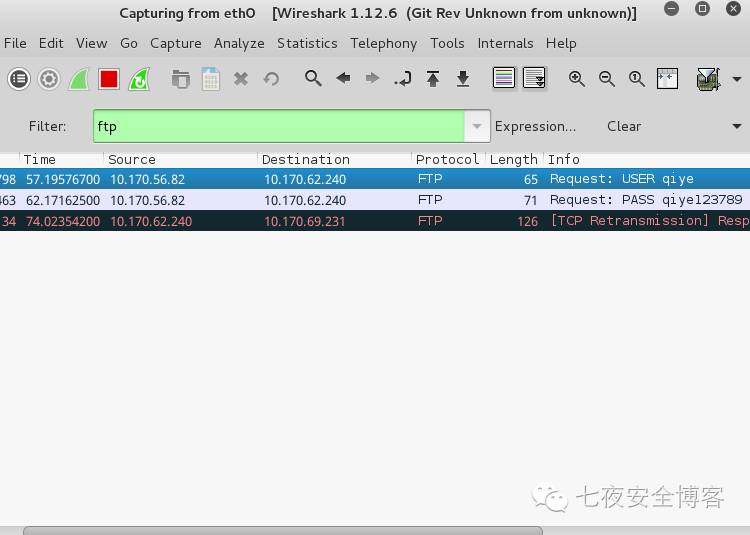 Capturing from eth0 [Wireshark 1.12.6 (Git Rev Unknown from unknown)]
File Edit View Go Capture Analyze Statistics Telephony Tools Internals Help
Filter: ftp Expression... Clear
Time Source Destination Protocol Length Info
798 57.19576700 10.170.56.82 10.170.62.240 FTP 65 Request: USER qiye
463 62.17162500 10.170.56.82 10.170.62.240 FTP 71 Request: PASS qiye123789
34 74.02354200 10.170.62.240 10.170.69.231 FTP 126 [TCP Retransmission] Resp
七夜安全博客